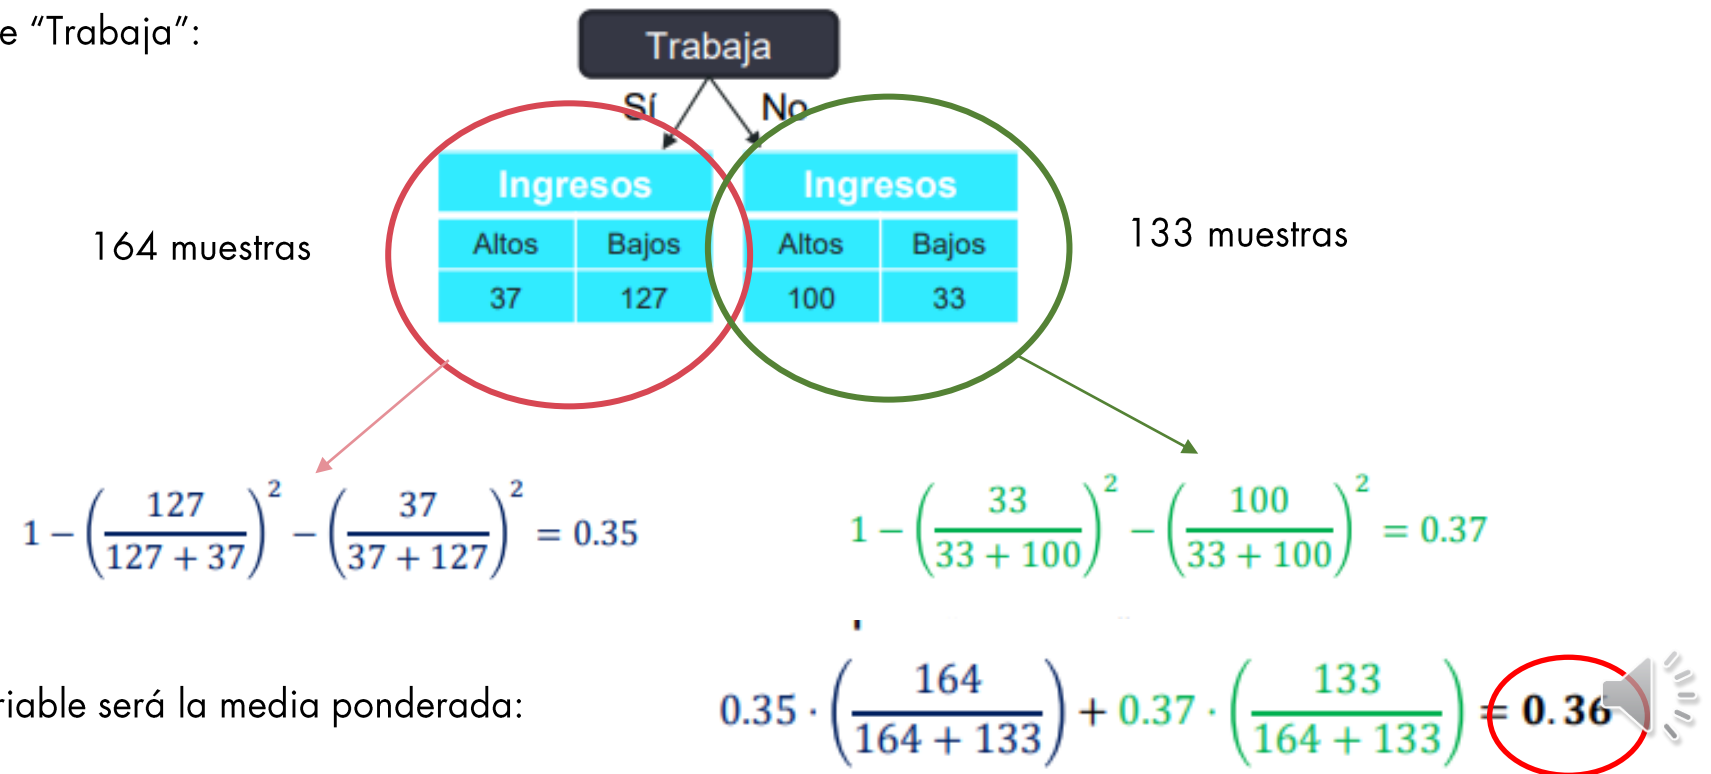 e “Trabaja”:
Trabaja
Sí No
Ingresos Ingresos
Altos Bajos Altos Bajos
37 127 100 33
164 muestras
133 muestras
1 − (127/(127 + 37))² − (37/(37 + 127))² = 0.35
1 − (33/(33 + 100))² − (100/(33 + 100))² = 0.37
riable será la media ponderada:
0.35 · (164/(164 + 133)) + 0.37 · (133/(164 + 133)) = 0.36